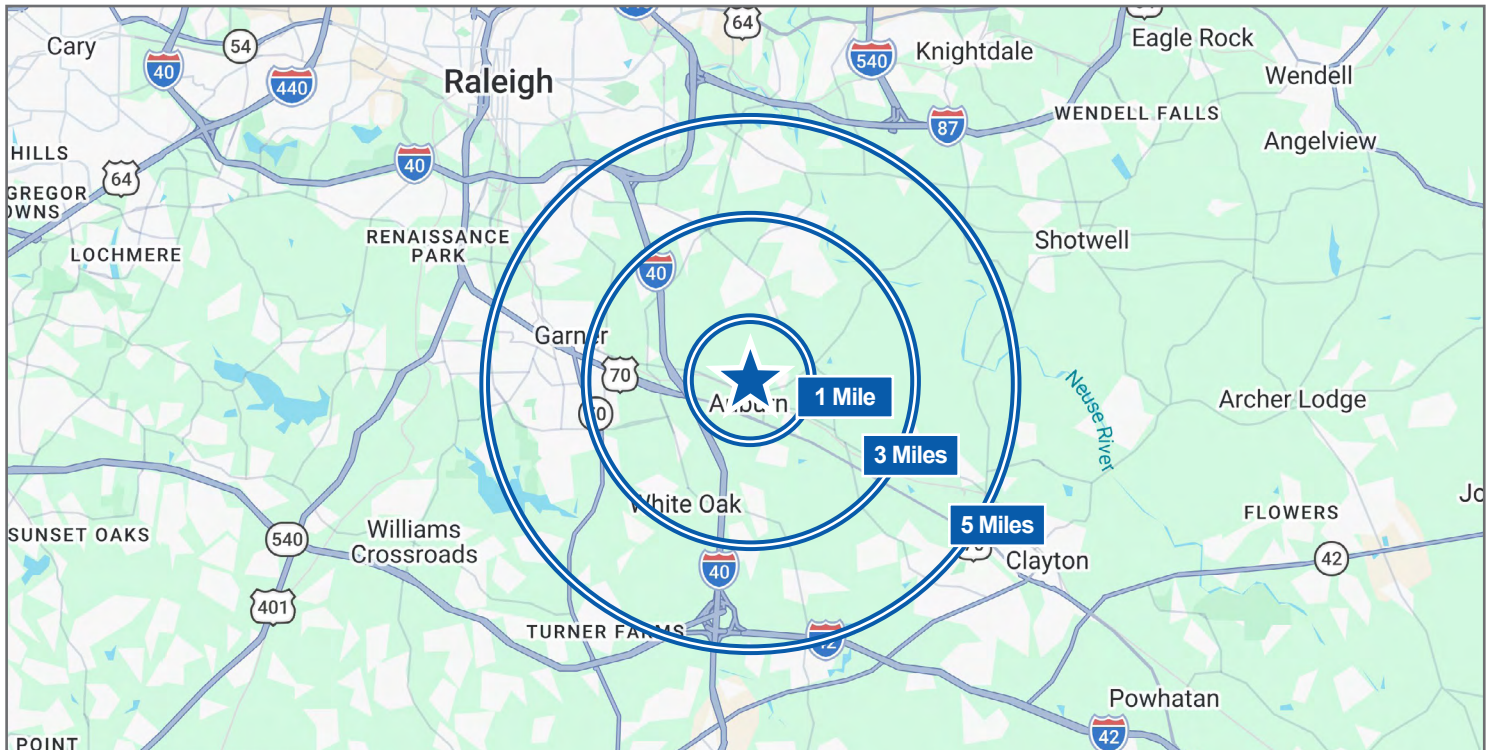 64
Cary
54
Eagle Rock
Knightdale
40
540
Wendell
440
Raleigh
WENDELL FALLS
87
Angelview
HILLS
40
64
GREGOR
OWNS
RENAISSANCE
PARK
Shotwell
LOCHMERE
40
Garner
70
1 Mile
Auburn
Archer Lodge
Neuse River
3 Miles
White Oak
FLOWERS
5 Miles
SUNSET OAKS
Williams
Crossroads
540
Clayton
42
40
401
TURNER FARMS
42
Powhatan
42
POINT